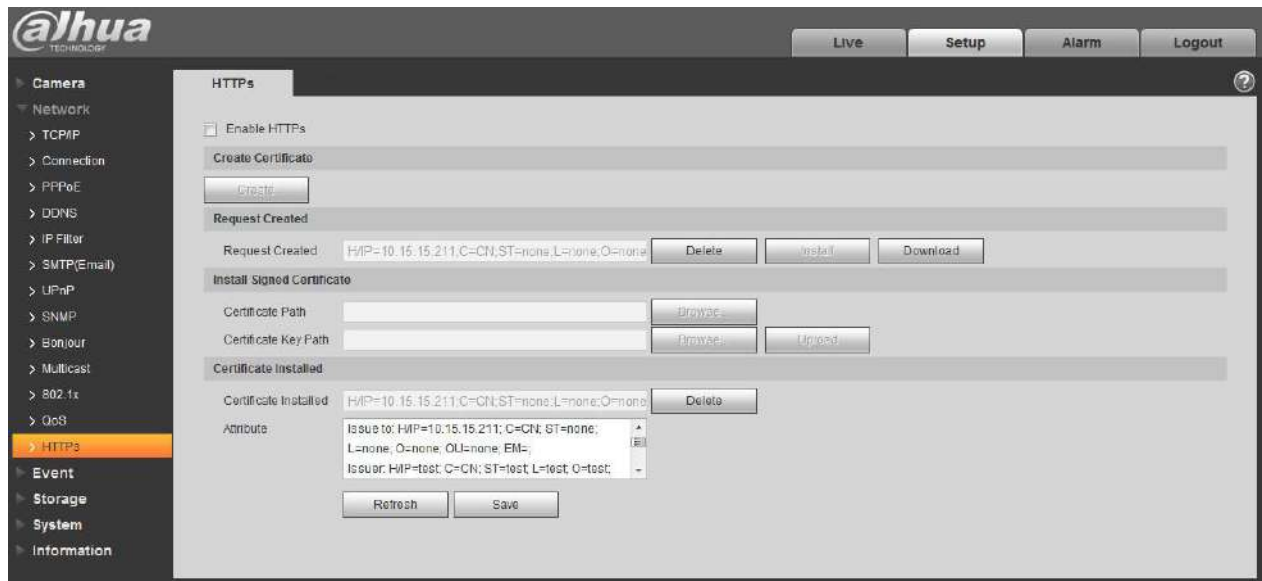 alhua
TECHNOLOGY
Live
Setup
Alarm
Logout
Camera
Network
> TCP/IP
> Connection
> PPPoE
> DDNS
> IP Filter
> SMTP(Email)
> UPnP
> SNMP
> Bonjour
> Multicast
> 802.1x
> QoS
> HTTPs
Event
Storage
System
Information
HTTPs
?
Enable HTTPs
Create Certificate
Create
Request Created
Request Created H/IP=10.15.15.211;C=CN;ST=none;L=none;O=none Delete Install Download
Install Signed Certificate
Certificate Path Browse...
Certificate Key Path Browse... Upload
Certificate Installed
Certificate Installed H/IP=10.15.15.211;C=CN;ST=none;L=none;O=none Delete
Attribute
Issue to: H/IP=10.15.15.211; C=CN; ST=none;
L=none; O=none; OU=none; EM=;
Issuer: H/IP=test; C=CN; ST=test; L=test; O=test;
Refresh Save